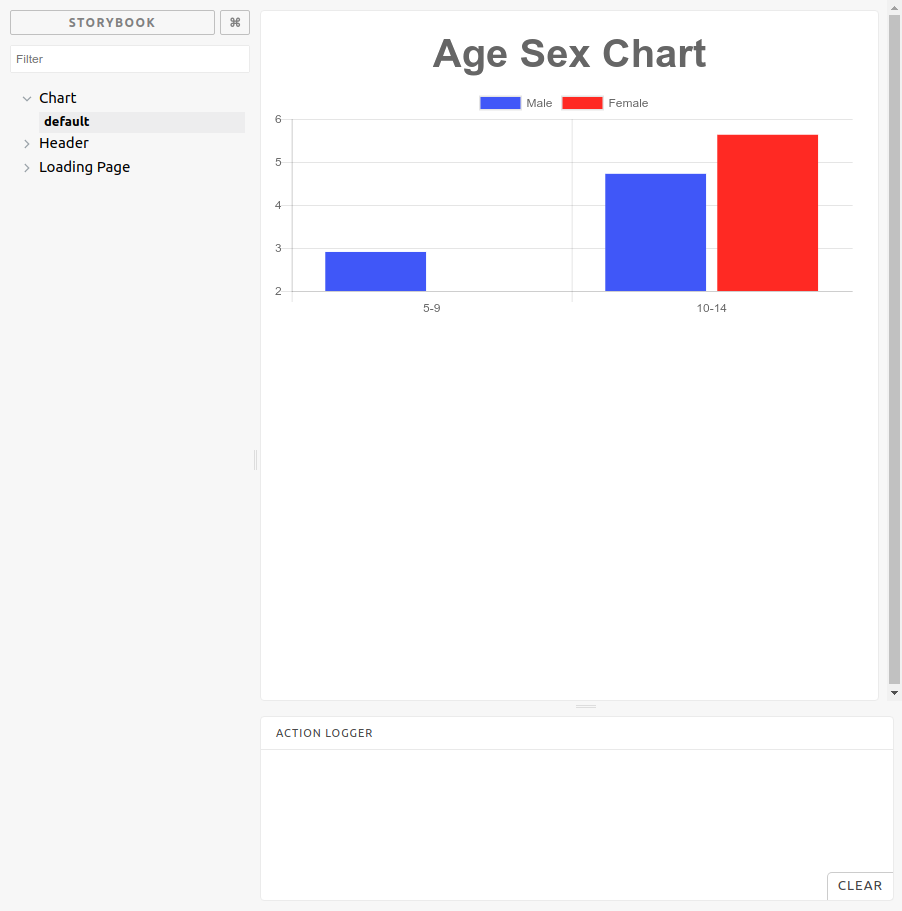 STORYBOOK ⌘
Filter
Chart
default
Header
Loading Page
Age Sex Chart
Male Female
6
5
4
3
2
5-9 10-14
ACTION LOGGER
CLEAR